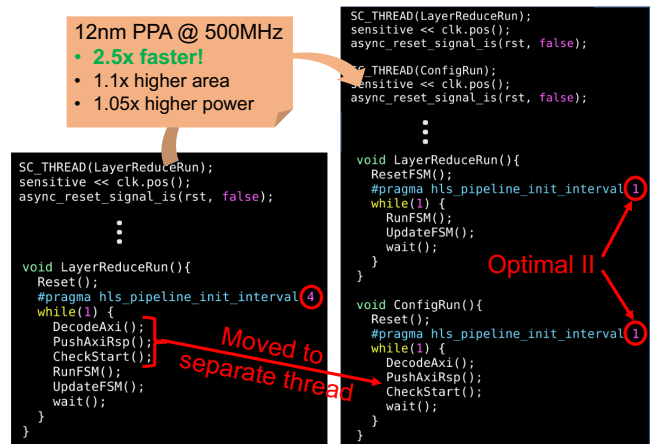 12nm PPA @ 500MHz
• 2.5x faster!
• 1.1x higher area
• 1.05x higher power
SC_THREAD(LayerReduceRun);
sensitive << clk.pos();
async_reset_signal_is(rst, false);
⋮
void LayerReduceRun(){
Reset();
#pragma hls_pipeline_init_interval 4
while(1) {
DecodeAxi();
PushAxiRsp();
CheckStart();
RunFSM();
UpdateFSM();
wait();
}
}
Moved to
separate thread
SC_THREAD(LayerReduceRun);
sensitive << clk.pos();
async_reset_signal_is(rst, false);
SC_THREAD(ConfigRun);
sensitive << clk.pos();
async_reset_signal_is(rst, false);
⋮
void LayerReduceRun(){
ResetFSM();
#pragma hls_pipeline_init_interval 1
while(1) {
RunFSM();
UpdateFSM();
wait();
}
}
Optimal II
void ConfigRun(){
Reset();
#pragma hls_pipeline_init_interval 1
while(1) {
DecodeAxi();
PushAxiRsp();
CheckStart();
wait();
}
}